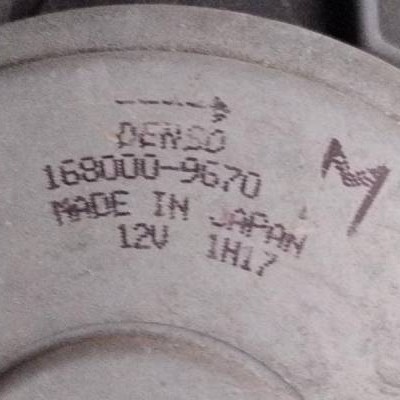 DENSO
168000-9670
MADE IN JAPAN
12V 1H17